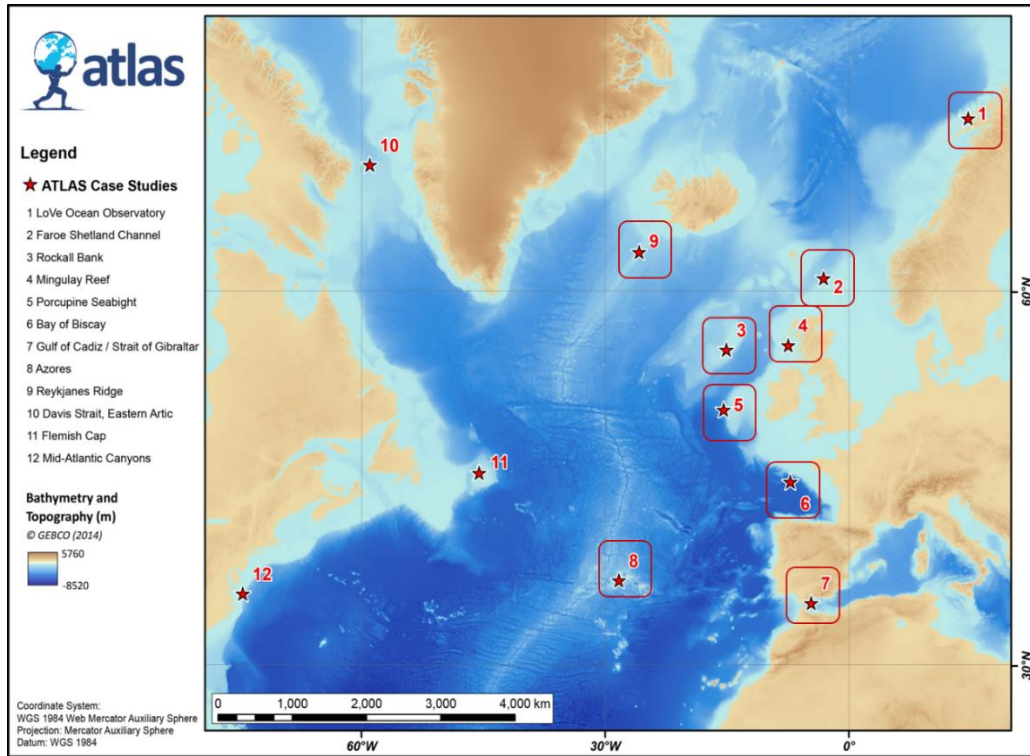 atlas
Legend
ATLAS Case Studies
1 LoVe Ocean Observatory
2 Faroe Shetland Channel
3 Rockall Bank
4 Mingulay Reef
5 Porcupine Seabight
6 Bay of Biscay
7 Gulf of Cadiz / Strait of Gibraltar
8 Azores
9 Reykjanes Ridge
10 Davis Strait, Eastern Artic
11 Flemish Cap
12 Mid-Atlantic Canyons
Bathymetry and
Topography (m)
© GEBCO (2014)
5760
-8520
Coordinate System:
WGS 1984 Web Mercator Auxiliary Sphere
Projection: Mercator Auxiliary Sphere
Datum: WGS 1984
1
10
9
2
3
4
5
11
6
8
7
12
60°N
30°N
0 1,000 2,000 3,000 4,000 km
60°W 30°W 0°